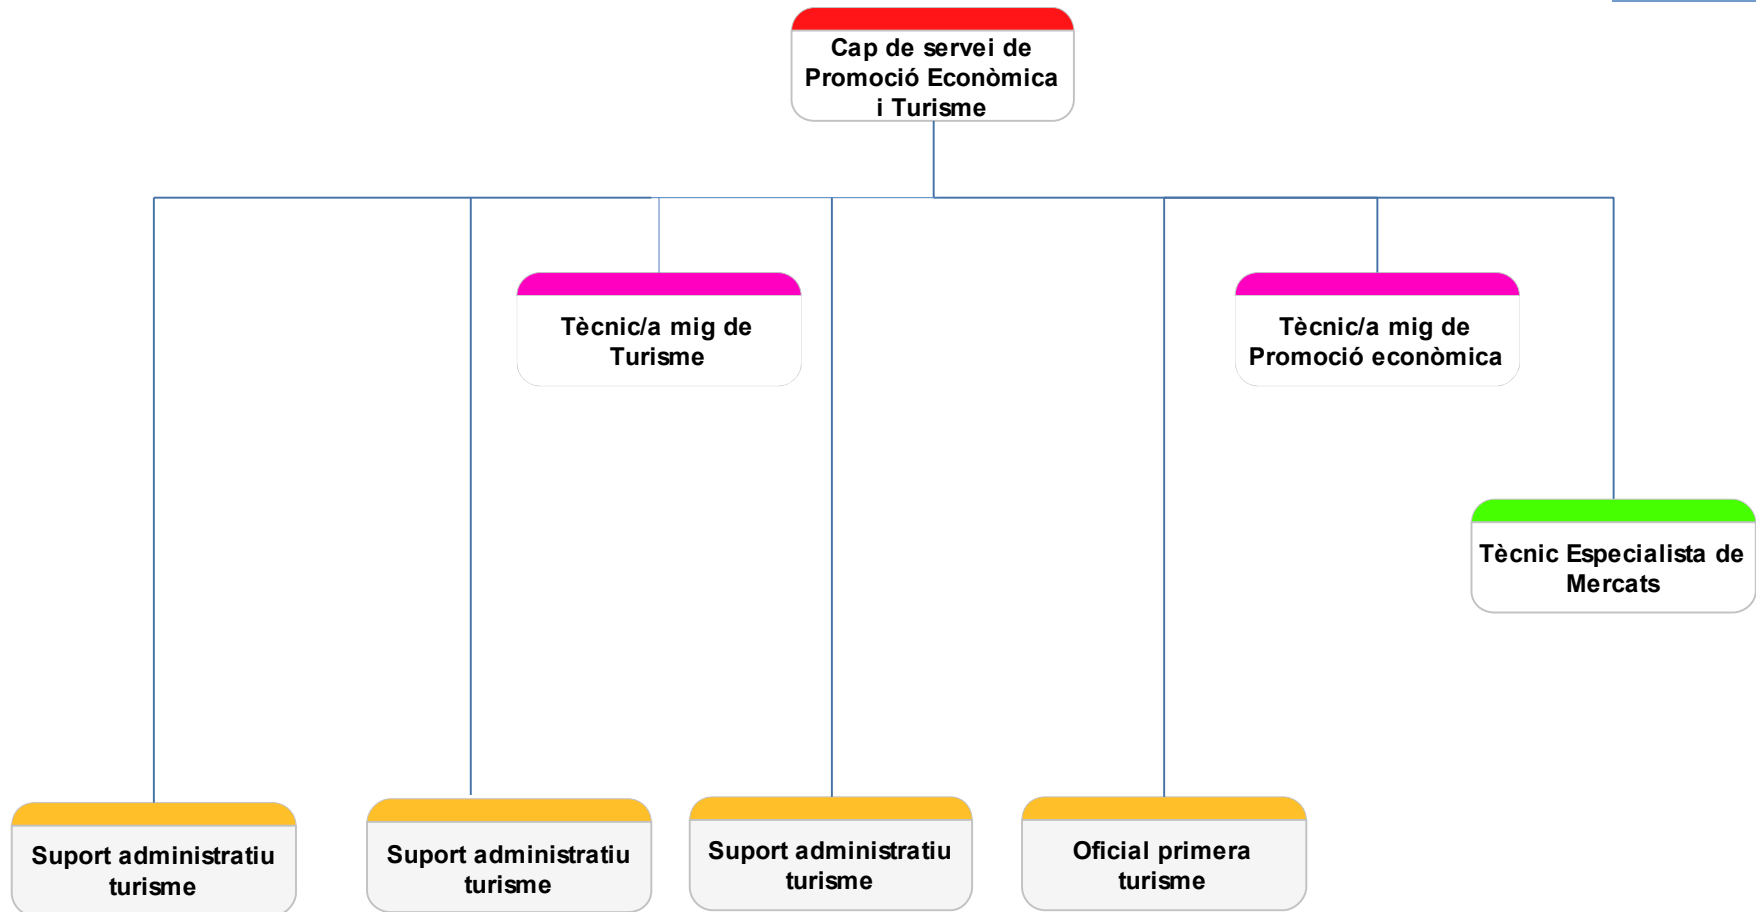 Cap de servei de
Promoció Econòmica
i Turisme
Tècnic/a mig de
Turisme
Tècnic/a mig de
Promoció econòmica
Tècnic Especialista de
Mercats
Suport administratiu
turisme
Suport administratiu
turisme
Suport administratiu
turisme
Oficial primera
turisme